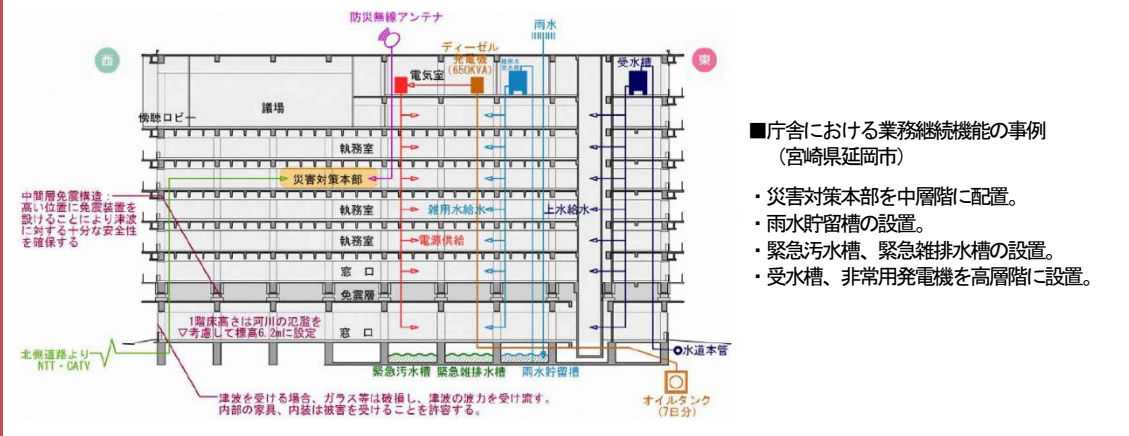 防災無線アンテナ
雨水
西
東
ディーゼル
発電機
(650KVA)
雑用水
受水槽
受水槽
電気室
議場
傍聴ロビー
執務室
災害対策本部
中間層免震構造：
高い位置に免震装置を
設けることにより津波
に対する十分な安全性
を確保する
執務室
雑用水給水
上水給水
執務室
電源供給
窓 口
免震層
1階床高さは河川の氾濫を
▽考慮して標高6.2mに設定
窓 口
北側道路より
NTT・CATV
水道本管
緊急汚水槽 緊急雑排水槽 雨水貯留槽
オイルタンク
(7日分)
津波を受ける場合、ガラス等は破損し、津波の波力を受け流す。
内部の家具、内装は被害を受けることを許容する。
■庁舎における業務継続機能の事例
（宮崎県延岡市）
・災害対策本部を中層階に配置。
・雨水貯留槽の設置。
・緊急汚水槽、緊急雑排水槽の設置。
・受水槽、非常用発電機を高層階に設置。